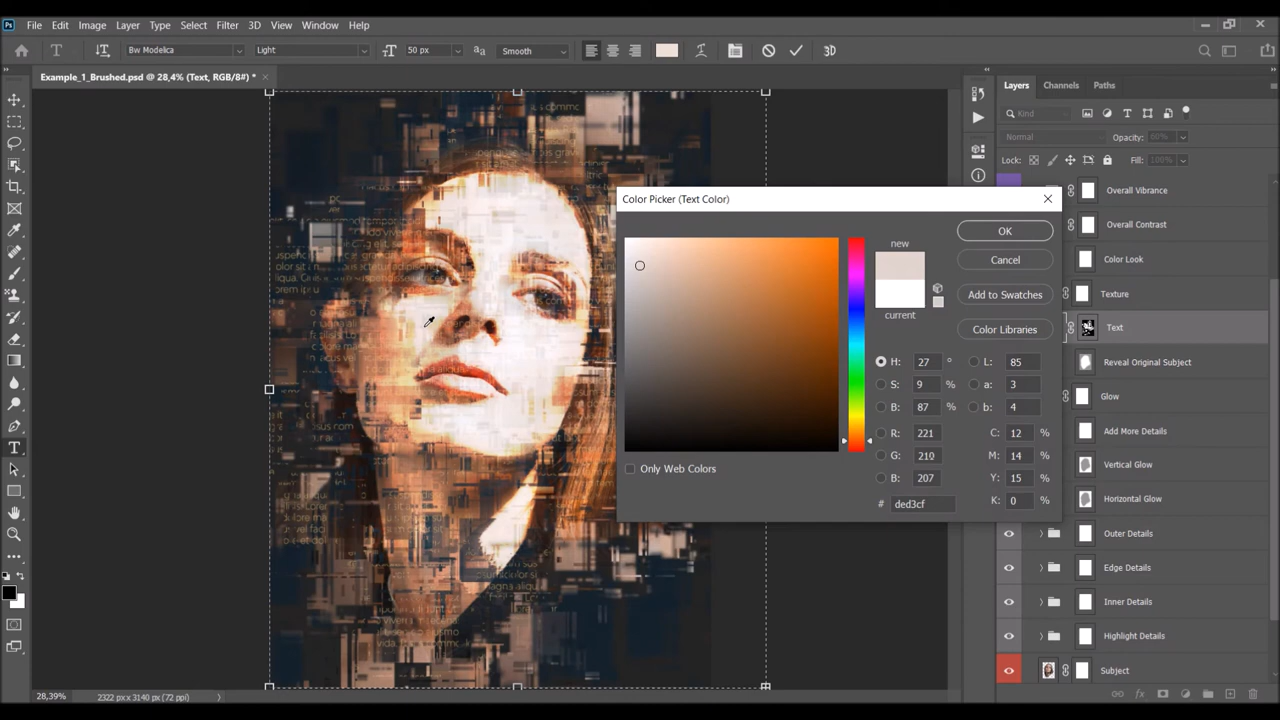 Ps File Edit Image Layer Type Select Filter 3D View Window Help
T Bw Modelica Light 50 px Smooth 3D
Example_1_Brushed.psd @ 28,4% (Text, RGB/8#) * ×
Layers Channels Paths
Kind
Normal Opacity: 60%
Lock: Fill: 100%
Overall Vibrance
Overall Contrast
Color Look
Texture
Text
Reveal Original Subject
Glow
Add More Details
Vertical Glow
Horizontal Glow
Outer Details
Edge Details
Inner Details
Highlight Details
Subject
Color Picker (Text Color)
new
current
OK
Cancel
Add to Swatches
Color Libraries
H: 27 ° L: 85
S: 9 % a: 3
B: 87 % b: 4
R: 221 C: 12 %
G: 210 M: 14 %
B: 207 Y: 15 %
# ded3cf K: 0 %
Only Web Colors
28,39% 2322 px x 3140 px (72 ppi)